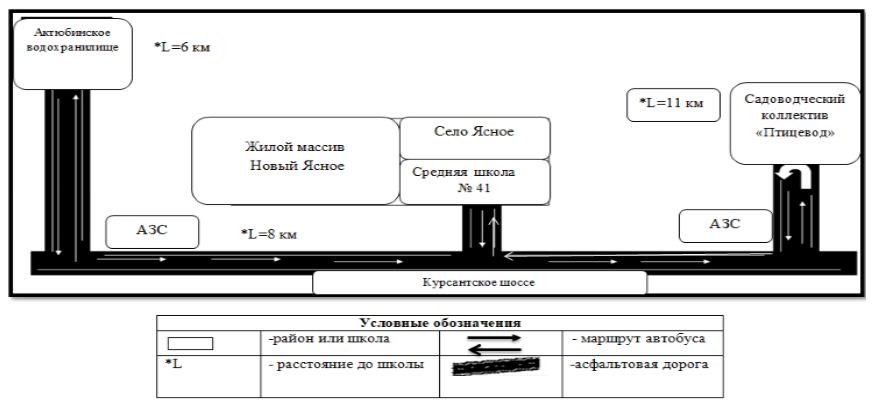 Актюбинское
водохранилище
*L=6 км
*L=11 км
Садоводческий
коллектив
«Птицевод»
Жилой массив
Новый Ясное
Село Ясное
Средняя школа
№ 41
АЗС
*L=8 км
АЗС
Курсантское шоссе
Условные обозначения
-район или школа
- маршрут автобуса
*L
- расстояние до школы
-асфальтовая дорога